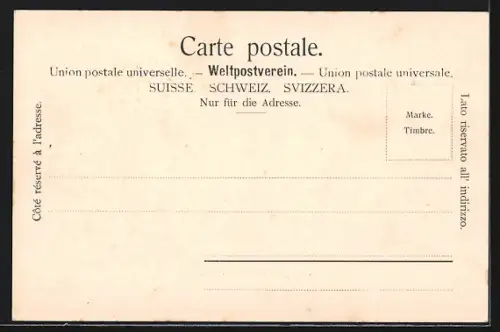 Carte postale.
Union postale universelle. — Weltpostverein. — Union postale universale.
SUISSE. SCHWEIZ. SVIZZERA.
Nur für die Adresse.
Côté réservé à l'adresse.
Marke.
Timbre.
Lato riservato all' indirizzo.